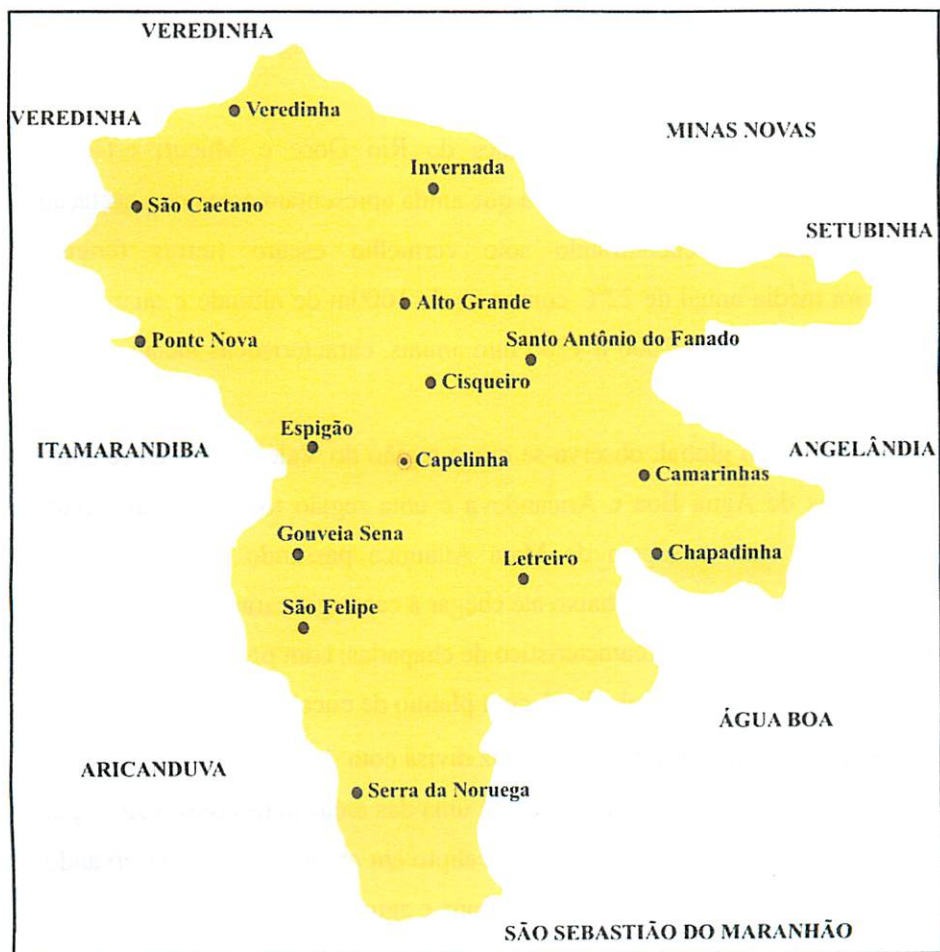 VEREDINHA
Veredinha
VEREDINHA
MINAS NOVAS
Invernada
São Caetano
SETUBINHA
Alto Grande
Ponte Nova
Santo Antônio do Fanado
Cisqueiro
Espigão
ITAMARANDIBA
ANGELÂNDIA
Capelinha
Camarinhas
Gouveia Sena
Letreiro
Chapadinha
São Felipe
ÁGUA BOA
ARICANDUVA
Serra da Noruega
SÃO SEBASTIÃO DO MARANHÃO